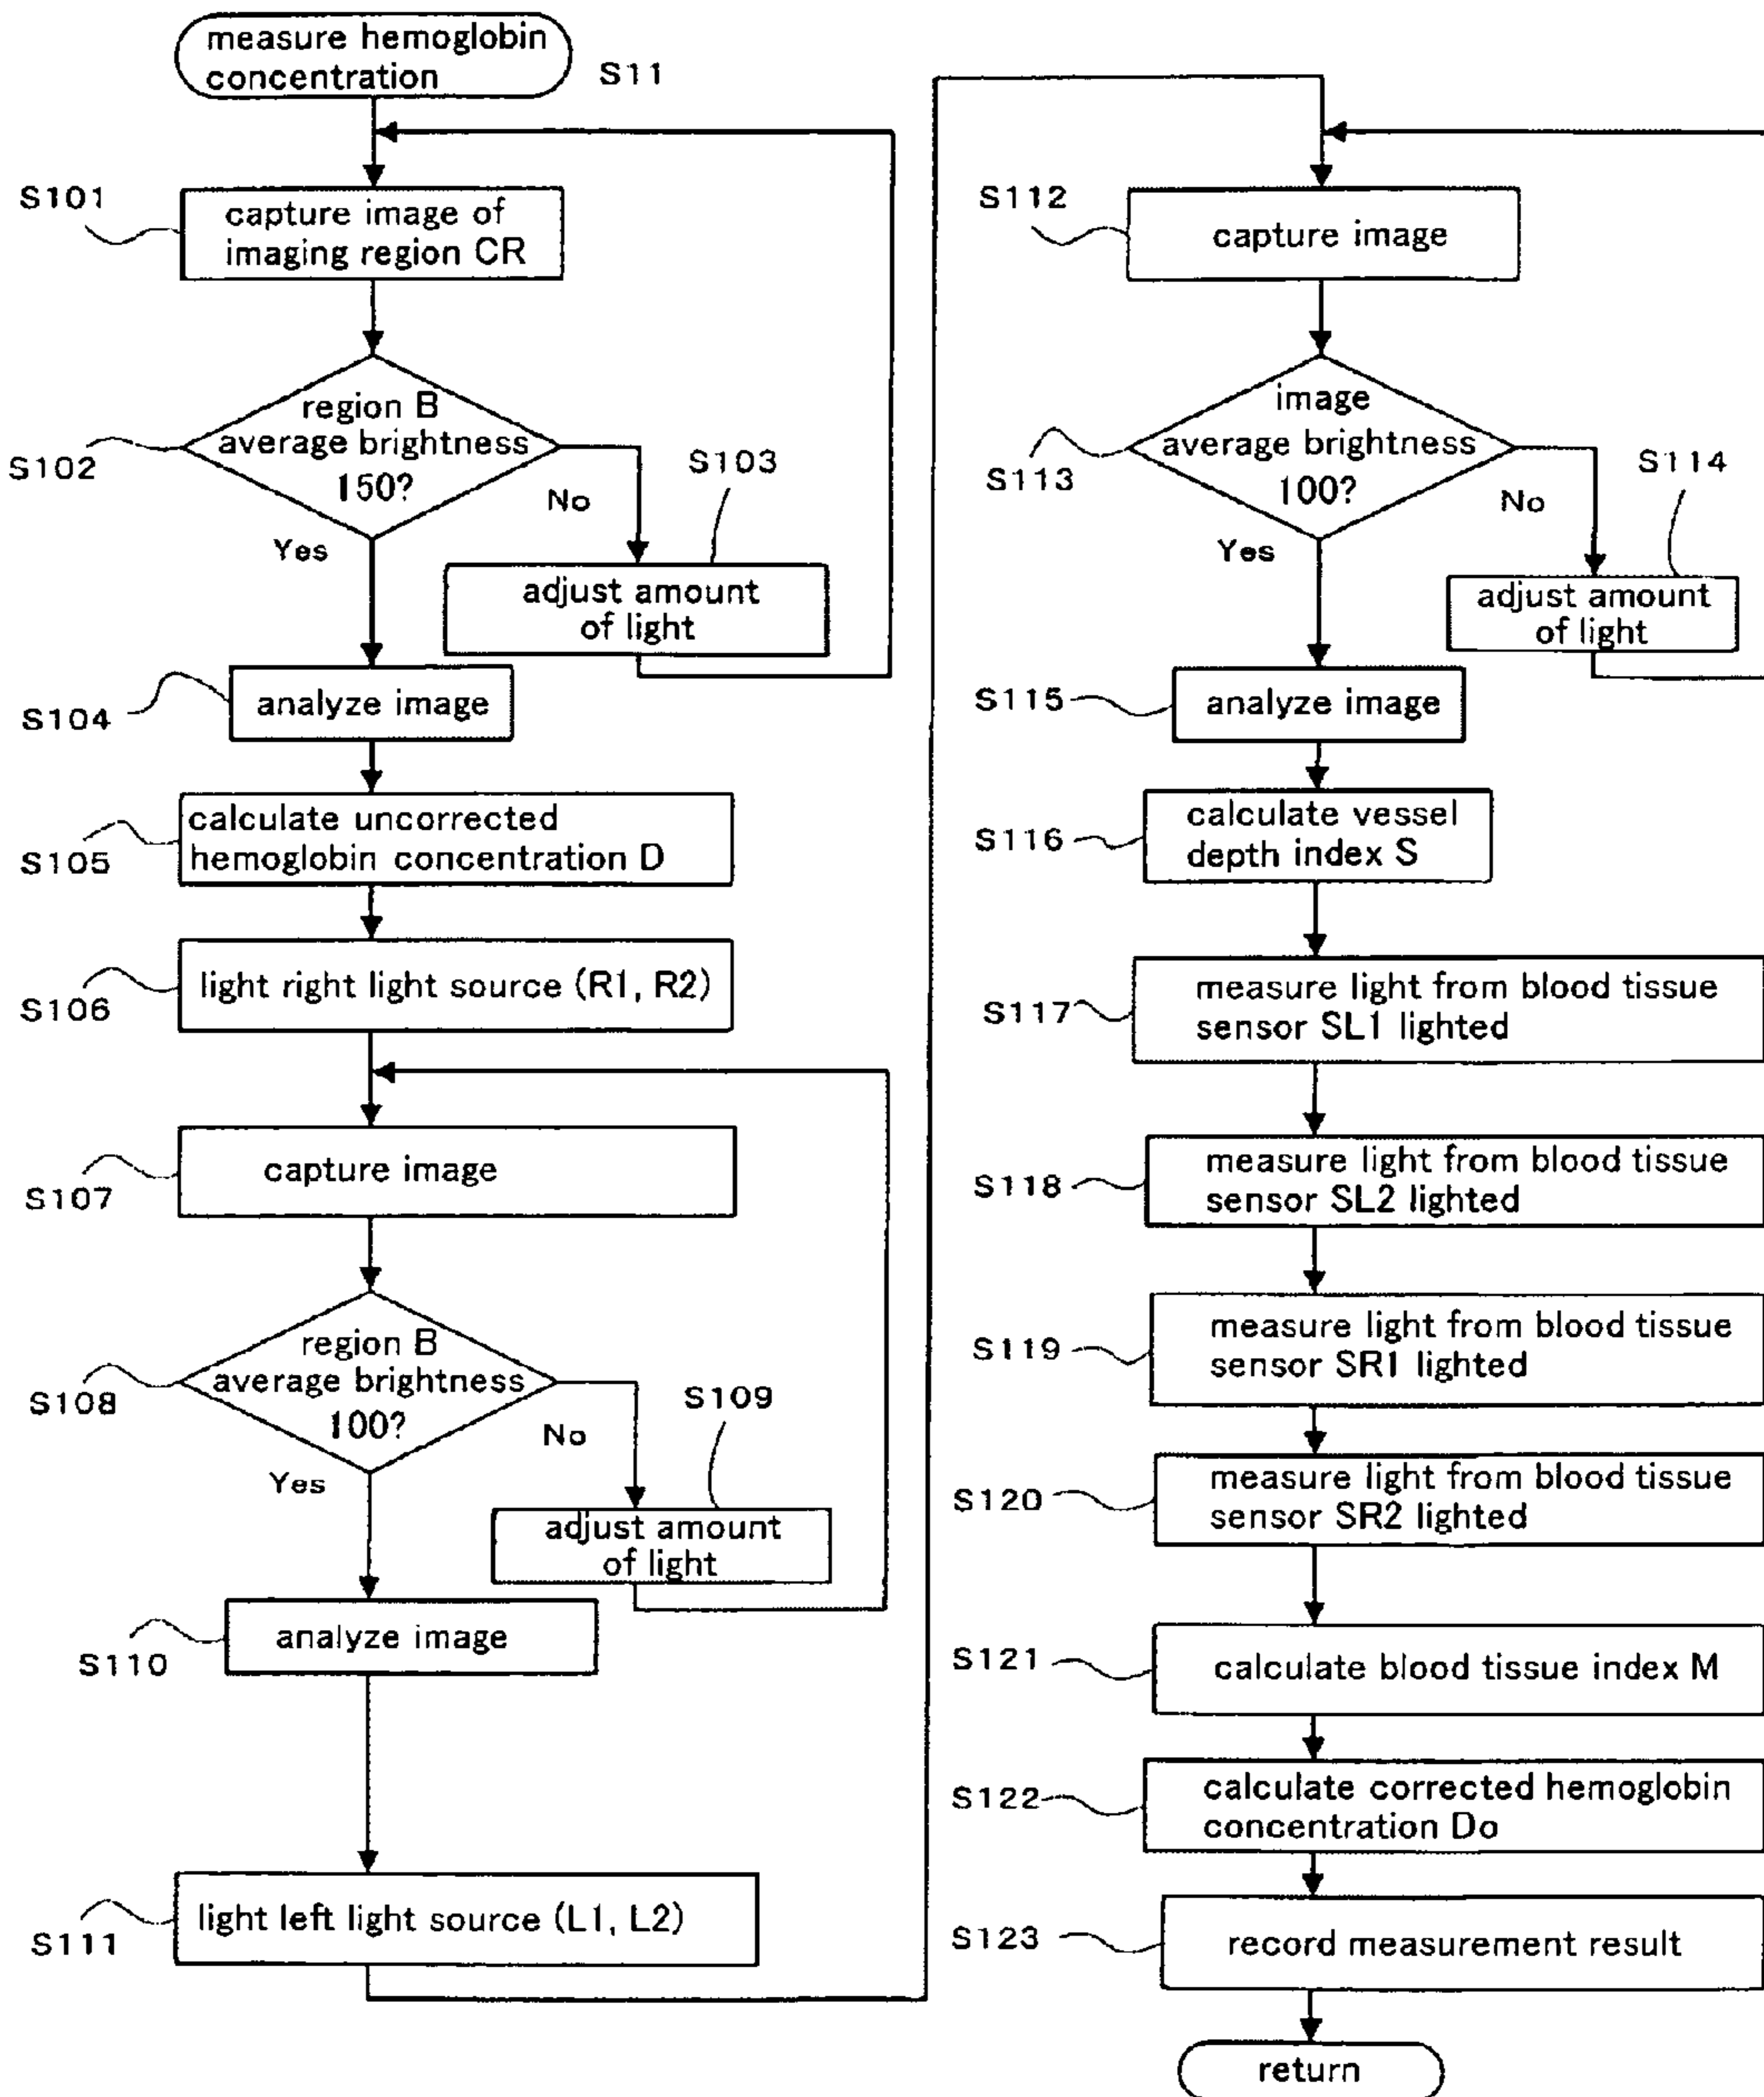 measure hemoglobin
concentration
S11
S101
capture image of
imaging region CR
S102
region B
average brightness
150?
No
Yes
S103
adjust amount
of light
S104
analyze image
S105
calculate uncorrected
hemoglobin concentration D
S106
light right light source (R1, R2)
S107
capture image
S108
region B
average brightness
100?
No
Yes
S109
adjust amount
of light
S110
analyze image
S111
light left light source (L1, L2)
S112
capture image
S113
image
average brightness
100?
No
Yes
S114
adjust amount
of light
S115
analyze image
S116
calculate vessel
depth index S
S117
measure light from blood tissue
sensor SL1 lighted
S118
measure light from blood tissue
sensor SL2 lighted
S119
measure light from blood tissue
sensor SR1 lighted
S120
measure light from blood tissue
sensor SR2 lighted
S121
calculate blood tissue index M
S122
calculate corrected hemoglobin
concentration Do
S123
record measurement result
return